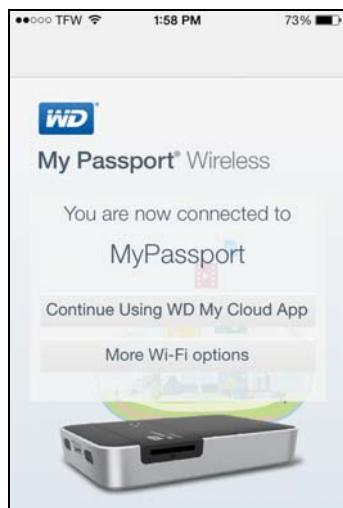 TFW 1:58 PM 73%
WD
My Passport® Wireless
You are now connected to
MyPassport
Continue Using WD My Cloud App
More Wi-Fi options